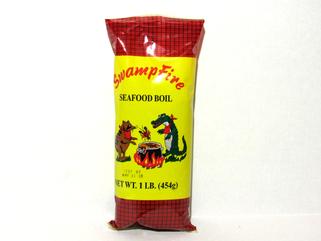 SwampFire
SEAFOOD BOIL
NET WT. 1 LB. (454g)